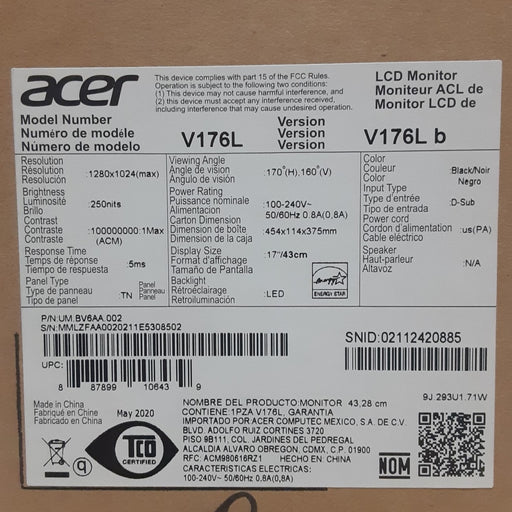 acer
This device complies with part 15 of the FCC Rules.
Operation is subject to the following two conditions:
(1) This device may not cause harmful interference, and
(2) this device must accept any interference received,
including interference that may cause undesired operation.
LCD Monitor
Moniteur ACL de
Monitor LCD de
Model Number
Numéro de modéle
Número de modelo
V176L
Version
Version
Version
V176L b
Resolution
Résolution
Resolución
:1280x1024(max)
Brightness
Luminosité
Brillo
:250nits
Contrast
Contraste
Contraste
:100000000:1Max
(ACM)
Response Time
Temps de réponse
Tiempo de respuesta
:5ms
Panel Type
Type de panneau
Tipo de panel
:TN
Panel
Panneau
Panel
Viewing Angle
Angle de vision
Ángulo de visión
:170°(H).160°(V)
Power Rating
Puissance nominale
Alimentacion
:100-240~
50/60Hz 0.8A(0.8A)
Carton Dimension
Dimension de boîte
Dimension de la caja
:454x114x375mm
Display Size
Format d'affichage
Tamaño de Pantalla
:17"/43cm
Backlight
Rétroéclairage
Retroiluminación
:LED
ENERGY STAR
Color
Couleur
Color
:Black/Noir
Negro
Input Type
Type d'entrée
Tipo de entrada
:D-Sub
Power cord
Cordon d'alimentation
Cable eléctrico
:us(PA)
Speaker
Haut-parleur
Altavoz
:N/A
P/N:UM.BV6AA.002
S/N:MMLZFAA0020211E5308502
SNID:02112420885
UPC:
8 87899 10643 9
9J.293U1.71W
Made in China
Fabriqué en China
Fabricado en China
May 2020
TCO
CERTIFIED
NOMBRE DEL PRODUCTO:MONITOR 43,28 cm
CONTIENE:1PZA V176L, GARANTIA
IMPORTADO POR ACER COMPUTEC MEXICO, S.A. DE C.V.
BLVD. ADOLFO RUIZ CORTINES 3720
PISO 9B111, COL. JARDINES DEL PEDREGAL
ALCALDIA ALVARO OBREGON, CDMX, C.P. 01900
RFC: ACM980616RZ1 HECHO EN: CHINA
CARACTERISTICAS ELECTRICAS:
100-240V~ 50/60Hz 0,8A(0,8A)
NOM